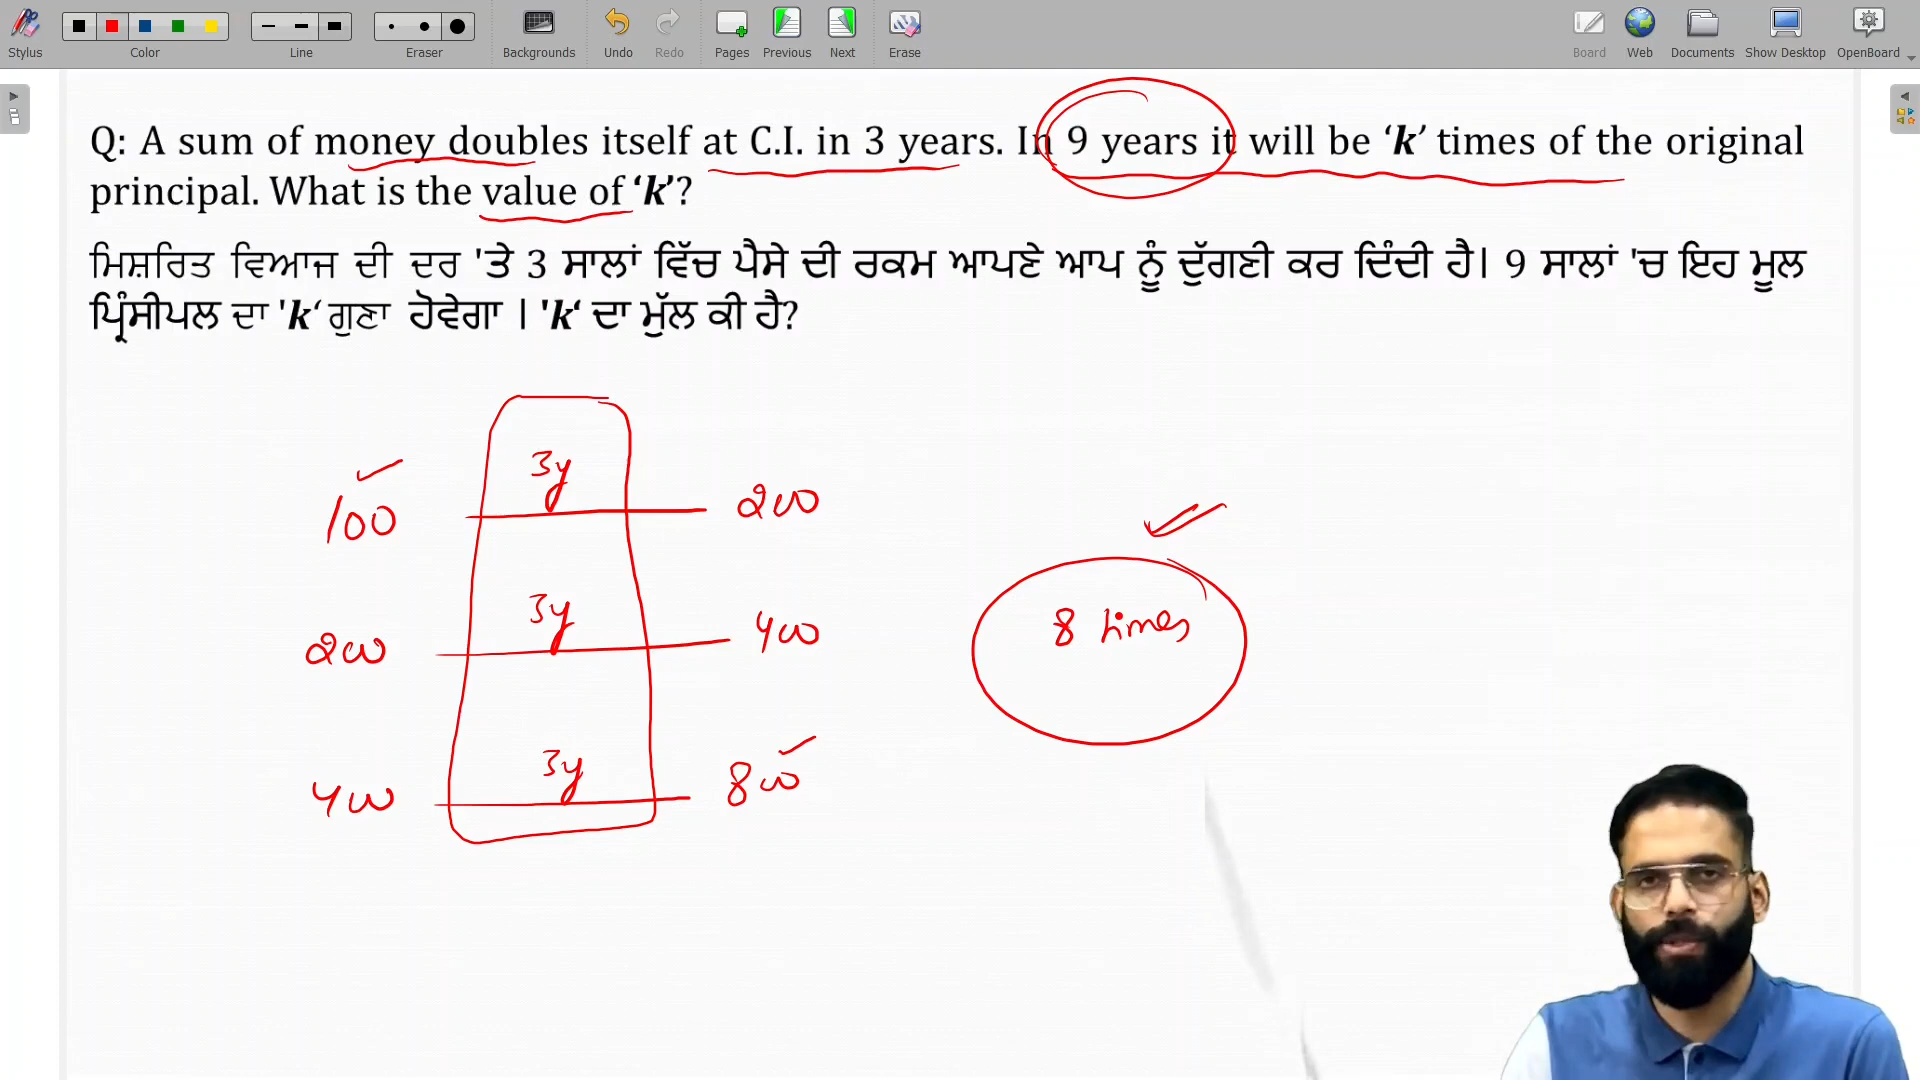 Stylus
Color
Line
Eraser
Backgrounds
Undo
Redo
Pages
Previous
Next
Erase
Board
Web
Documents
Show Desktop
OpenBoard
Q: A sum of money doubles itself at C.I. in 3 years. In 9 years it will be ‘k’ times of the original
principal. What is the value of ‘k’?
ਮਿਸ਼ਰਿਤ ਵਿਆਜ ਦੀ ਦਰ 'ਤੇ 3 ਸਾਲਾਂ ਵਿੱਚ ਪੈਸੇ ਦੀ ਰਕਮ ਆਪਣੇ ਆਪ ਨੂੰ ਦੁੱਗਣੀ ਕਰ ਦਿੰਦੀ ਹੈ। 9 ਸਾਲਾਂ 'ਚ ਇਹ ਮੂਲ
ਪ੍ਰਿੰਸੀਪਲ ਦਾ 'k‘ ਗੁਣਾ ਹੋਵੇਗਾ । 'k‘ ਦਾ ਮੁੱਲ ਕੀ ਹੈ?
100 3y 200
200 3y 400
8 times
400 3y 800